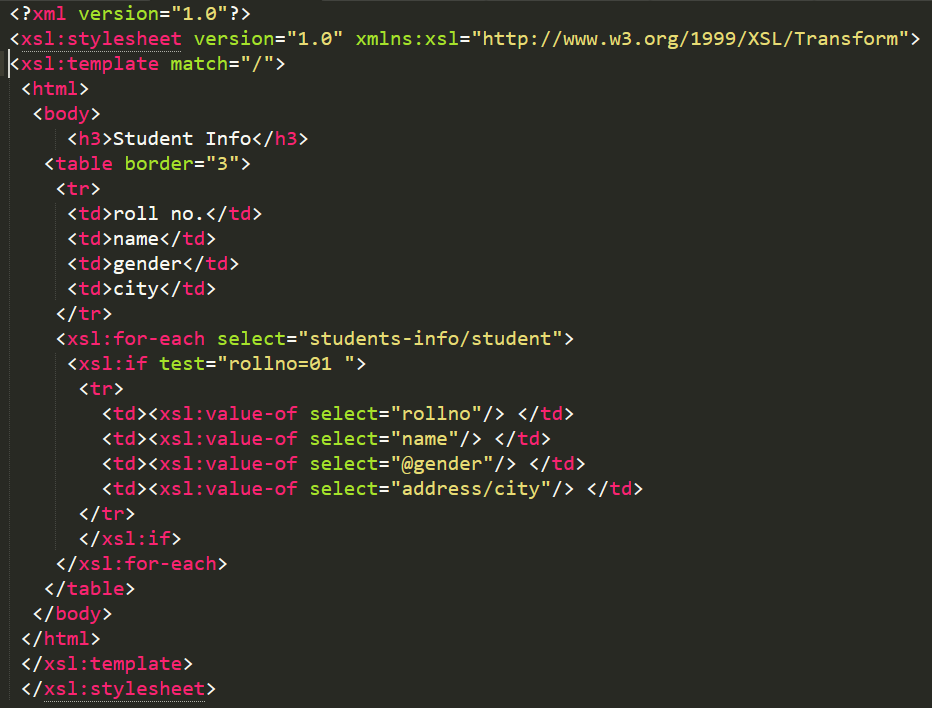 <?xml version="1.0"?>
<xsl:stylesheet version="1.0" xmlns:xsl="http://www.w3.org/1999/XSL/Transform">
<xsl:template match="/">
<html>
<body>
<h3>Student Info</h3>
<table border="3">
<tr>
<td>roll no.</td>
<td>name</td>
<td>gender</td>
<td>city</td>
</tr>
<xsl:for-each select="students-info/student">
<xsl:if test="rollno=01 ">
<tr>
<td><xsl:value-of select="rollno"/> </td>
<td><xsl:value-of select="name"/> </td>
<td><xsl:value-of select="@gender"/> </td>
<td><xsl:value-of select="address/city"/> </td>
</tr>
</xsl:if>
</xsl:for-each>
</table>
</body>
</html>
</xsl:template>
</xsl:stylesheet>